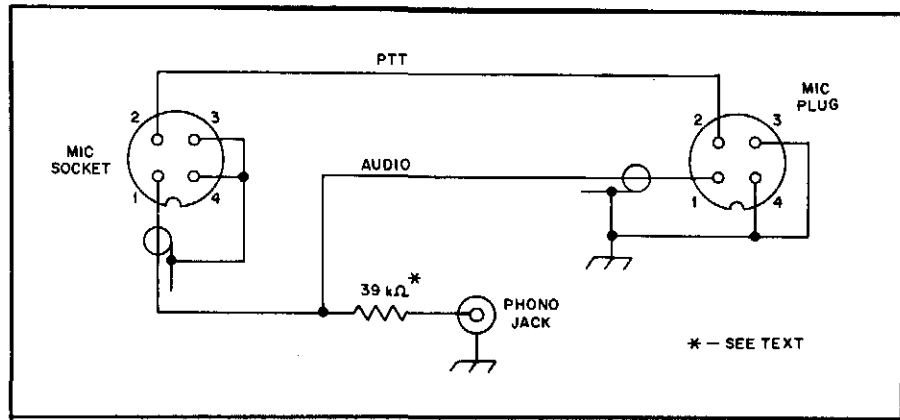 PTT
2 3
MIC
SOCKET
1 4
AUDIO
MIC
PLUG
2 3
1 4
39 kΩ*
PHONO
JACK
* – SEE TEXT